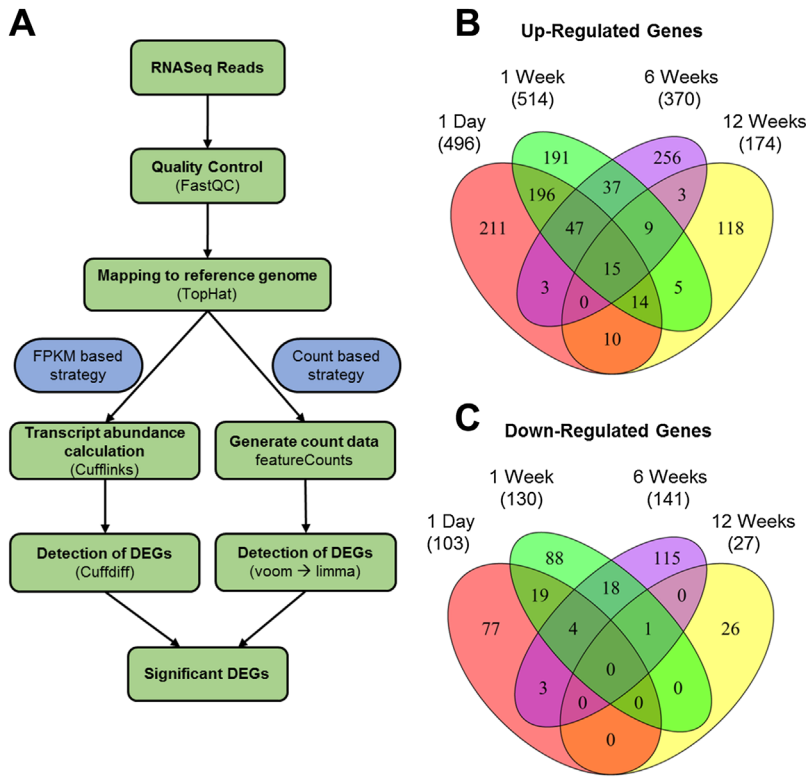 A
RNASeq Reads
Quality Control
(FastQC)
Mapping to reference genome
(TopHat)
FPKM based
strategy
Count based
strategy
Transcript abundance
calculation
(Cufflinks)
Generate count data
featureCounts
Detection of DEGs
(Cuffdiff)
Detection of DEGs
(voom → limma)
Significant DEGs
B
Up-Regulated Genes
1 Week
(514)
6 Weeks
(370)
1 Day
(496)
12 Weeks
(174)
191
256
196
37
3
211
47
9
118
15
3
0
14
5
10
C
Down-Regulated Genes
1 Week
(130)
6 Weeks
(141)
1 Day
(103)
12 Weeks
(27)
88
115
19
18
0
77
4
1
26
0
3
0
0
0
0